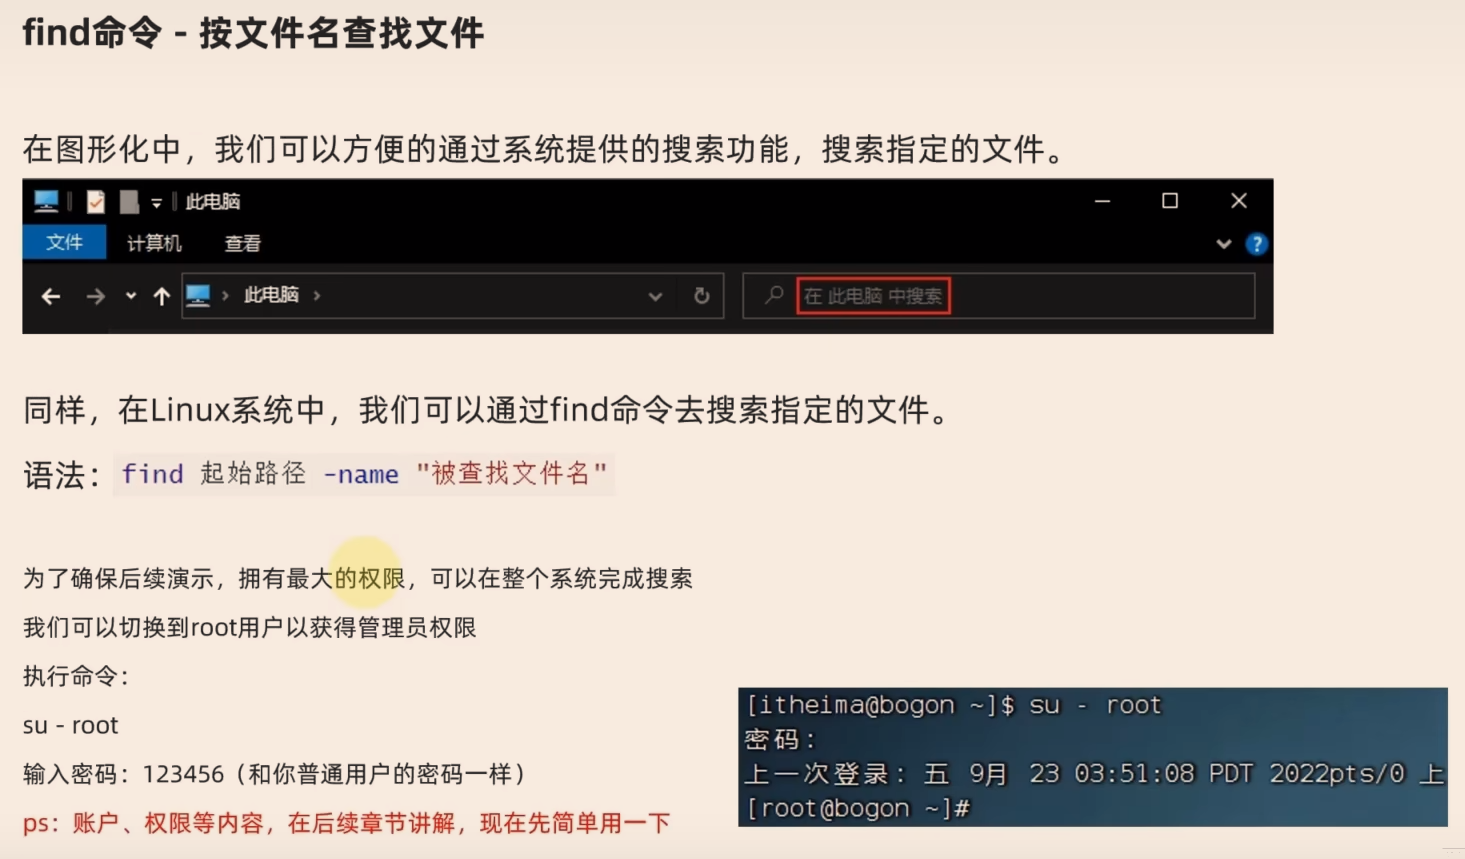 find命令 - 按文件名查找文件
在图形化中，我们可以方便的通过系统提供的搜索功能，搜索指定的文件。
此电脑
文件 计算机 查看
此电脑 在 此电脑 中搜索
同样，在Linux系统中，我们可以通过find命令去搜索指定的文件。
语法：find 起始路径 -name "被查找文件名"
为了确保后续演示，拥有最大的权限，可以在整个系统完成搜索
我们可以切换到root用户以获得管理员权限
执行命令：
su - root
输入密码：123456（和你普通用户的密码一样）
ps：账户、权限等内容，在后续章节讲解，现在先简单用一下
[itheima@bogon ~]$ su - root
密码：
上一次登录：五 9月 23 03:51:08 PDT 2022pts/0 上
[root@bogon ~]#